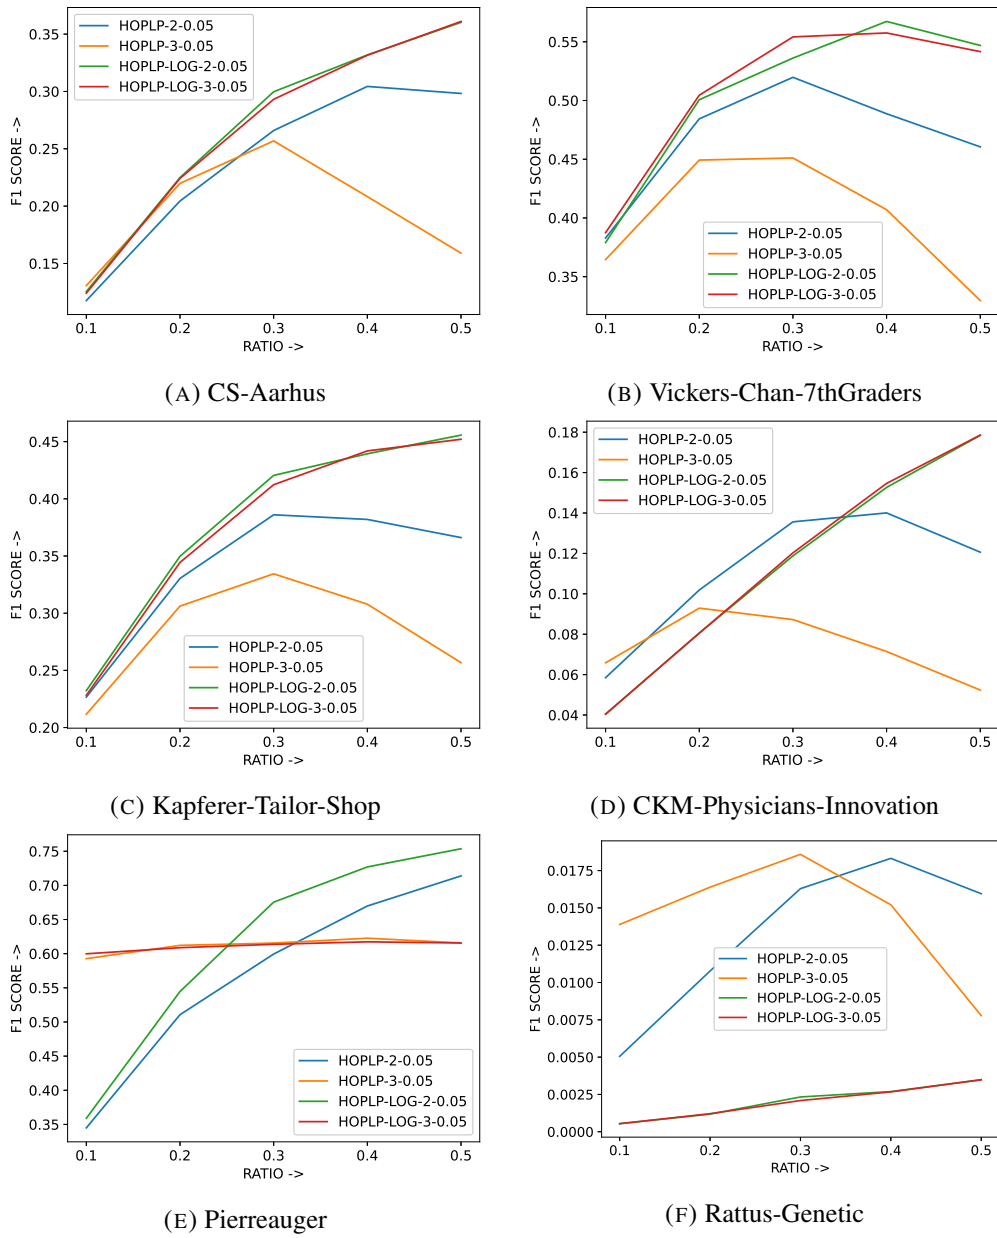 HOPLP-2-0.05
HOPLP-3-0.05
HOPLP-LOG-2-0.05
HOPLP-LOG-3-0.05
0.35
0.30
0.25
0.20
0.15
F1 SCORE ->
0.1 0.2 0.3 0.4 0.5
RATIO ->
(A) CS-Aarhus
0.55
0.50
0.45
0.40
0.35
F1 SCORE ->
HOPLP-2-0.05
HOPLP-3-0.05
HOPLP-LOG-2-0.05
HOPLP-LOG-3-0.05
0.1 0.2 0.3 0.4 0.5
RATIO ->
(B) Vickers-Chan-7thGraders
0.45
0.40
0.35
0.30
0.25
0.20
F1 SCORE ->
HOPLP-2-0.05
HOPLP-3-0.05
HOPLP-LOG-2-0.05
HOPLP-LOG-3-0.05
0.1 0.2 0.3 0.4 0.5
RATIO ->
(C) Kapferer-Tailor-Shop
0.18
0.16
0.14
0.12
0.10
0.08
0.06
0.04
F1 SCORE ->
HOPLP-2-0.05
HOPLP-3-0.05
HOPLP-LOG-2-0.05
HOPLP-LOG-3-0.05
0.1 0.2 0.3 0.4 0.5
RATIO ->
(D) CKM-Physicians-Innovation
0.75
0.70
0.65
0.60
0.55
0.50
0.45
0.40
0.35
F1 SCORE ->
HOPLP-2-0.05
HOPLP-3-0.05
HOPLP-LOG-2-0.05
HOPLP-LOG-3-0.05
0.1 0.2 0.3 0.4 0.5
RATIO ->
(E) Pierreauger
0.0175
0.0150
0.0125
0.0100
0.0075
0.0050
0.0025
0.0000
F1 SCORE ->
HOPLP-2-0.05
HOPLP-3-0.05
HOPLP-LOG-2-0.05
HOPLP-LOG-3-0.05
0.1 0.2 0.3 0.4 0.5
RATIO ->
(F) Rattus-Genetic